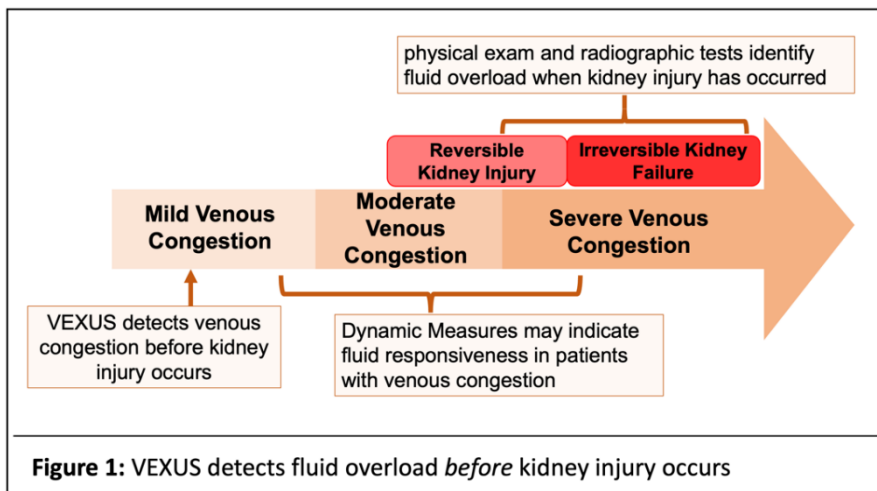 physical exam and radiographic tests identify
fluid overload when kidney injury has occurred
Reversible
Kidney Injury
Irreversible Kidney
Failure
Mild Venous
Congestion
Moderate
Venous
Congestion
Severe Venous
Congestion
VEXUS detects venous
congestion before kidney
injury occurs
Dynamic Measures may indicate
fluid responsiveness in patients
with venous congestion
Figure 1: VEXUS detects fluid overload before kidney injury occurs